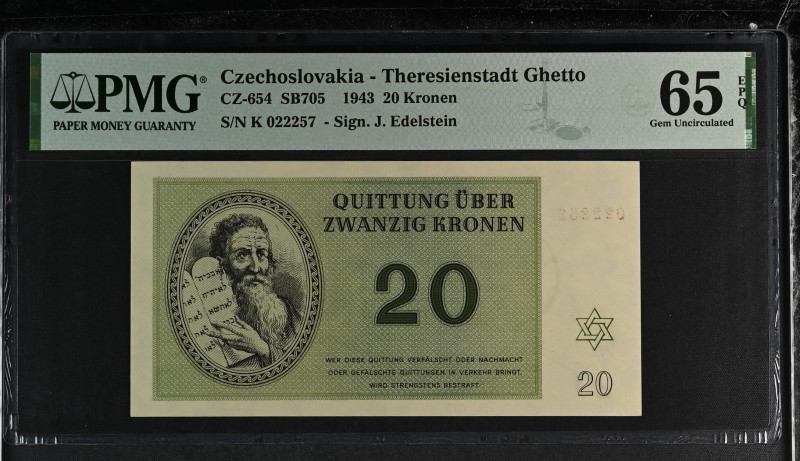 PMG®
PAPER MONEY GUARANTY
Czechoslovakia - Theresienstadt Ghetto
CZ-654 SB705 1943 20 Kronen
S/N K 022257 - Sign. J. Edelstein
65
EPQ
Gem Uncirculated
QUITTUNG ÜBER
ZWANZIG KRONEN
20
WER DIESE QUITTUNG VERFÄLSCHT ODER NACHMACHT
ODER GEFÄLSCHTE QUITTUNGEN IN VERKEHR BRINGT,
WIRD STRENGSTENS BESTRAFT.
20